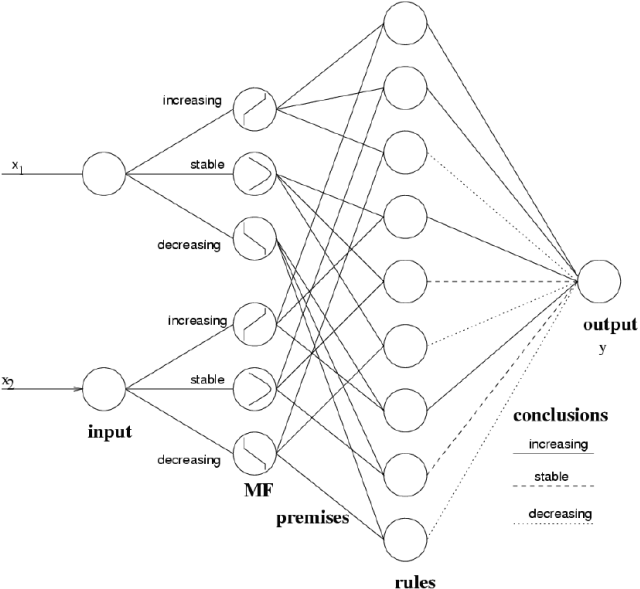 increasing
x1
stable
decreasing
increasing
output
y
x2
stable
input
conclusions
increasing
decreasing
MF
stable
premises
decreasing
rules